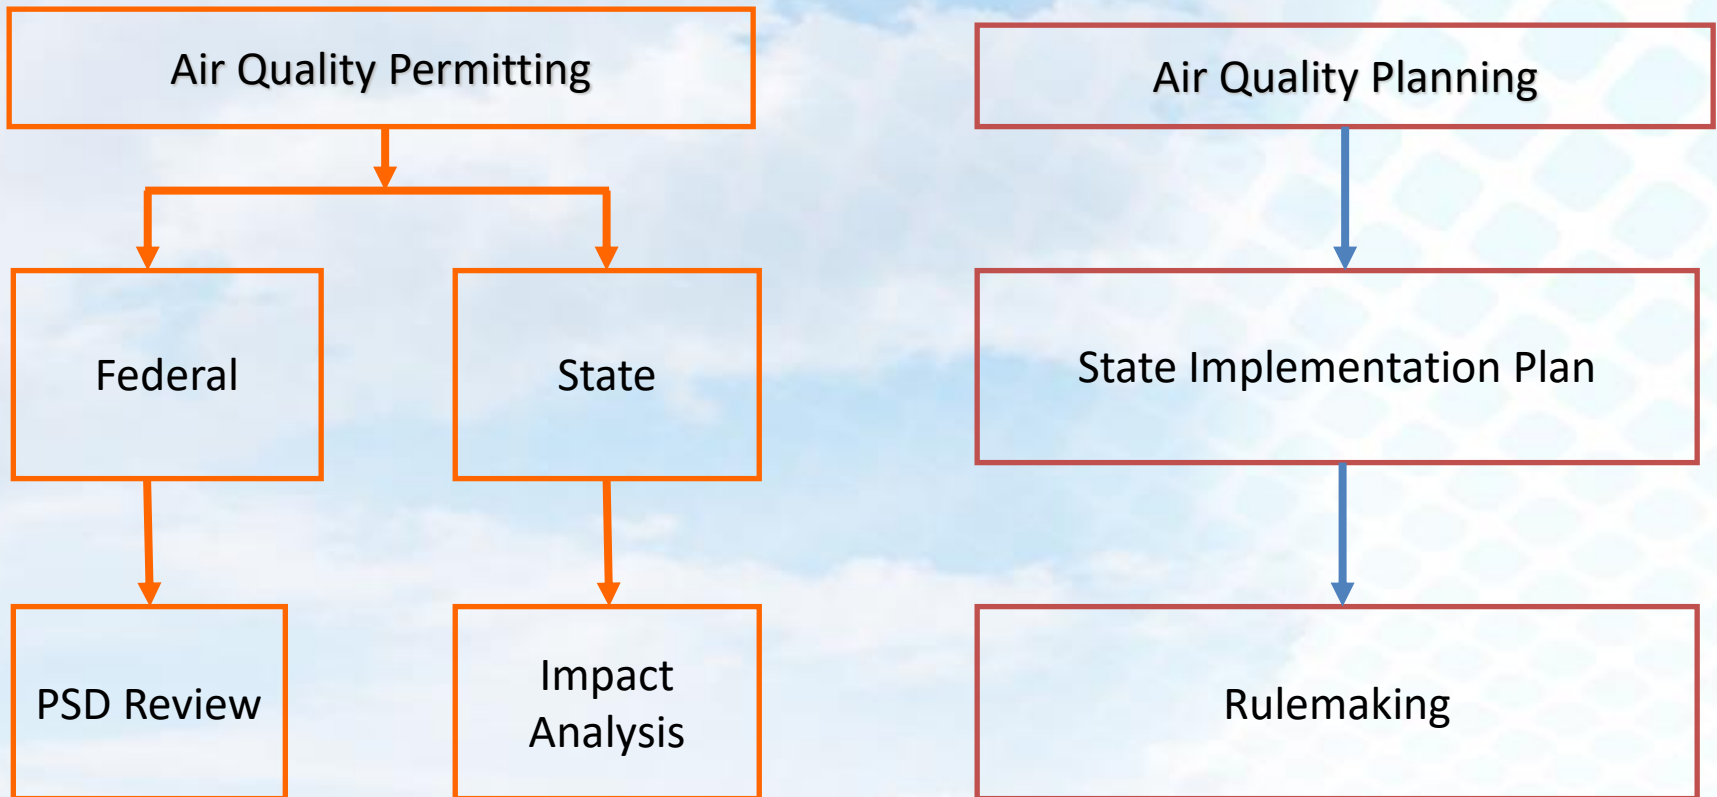 Air Quality Permitting
Air Quality Planning
Federal
State
State Implementation Plan
PSD Review
Impact
Analysis
Rulemaking